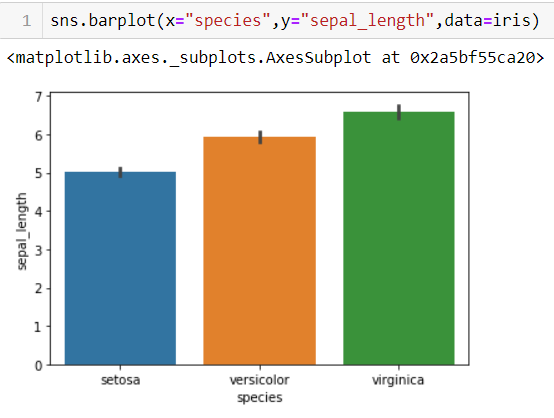 1 sns.barplot(x="species",y="sepal_length",data=iris)
<matplotlib.axes._subplots.AxesSubplot at 0x2a5bf55ca20>
7
6
5
4
3
2
1
0
sepal_length
setosa versicolor virginica
species